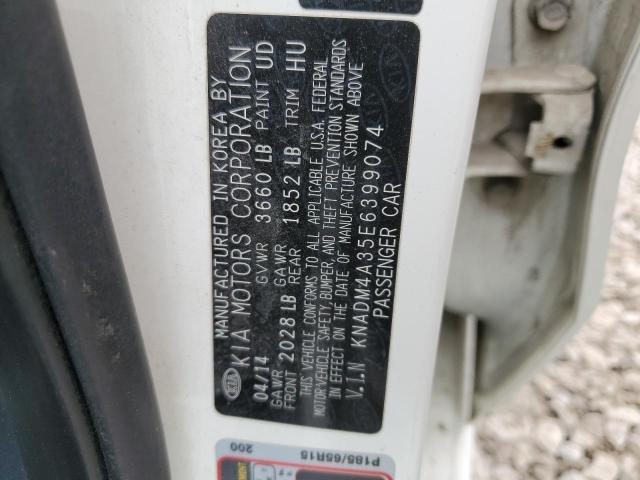 MANUFACTURED IN KOREA BY
KIA MOTORS CORPORATION
04/14 GVWR 3660 LB PAINT UD
GAWR FRONT 2028 LB GAWR REAR 1852 LB TRIM HU
THIS VEHICLE CONFORMS TO ALL APPLICABLE U.S.A. FEDERAL
MOTOR VEHICLE SAFETY, BUMPER, AND THEFT PREVENTION STANDARDS
IN EFFECT ON THE DATE OF MANUFACTURE SHOWN ABOVE
V.I.N KNADM4A35E6399074
PASSENGER CAR
KIA
P185/65R15
200